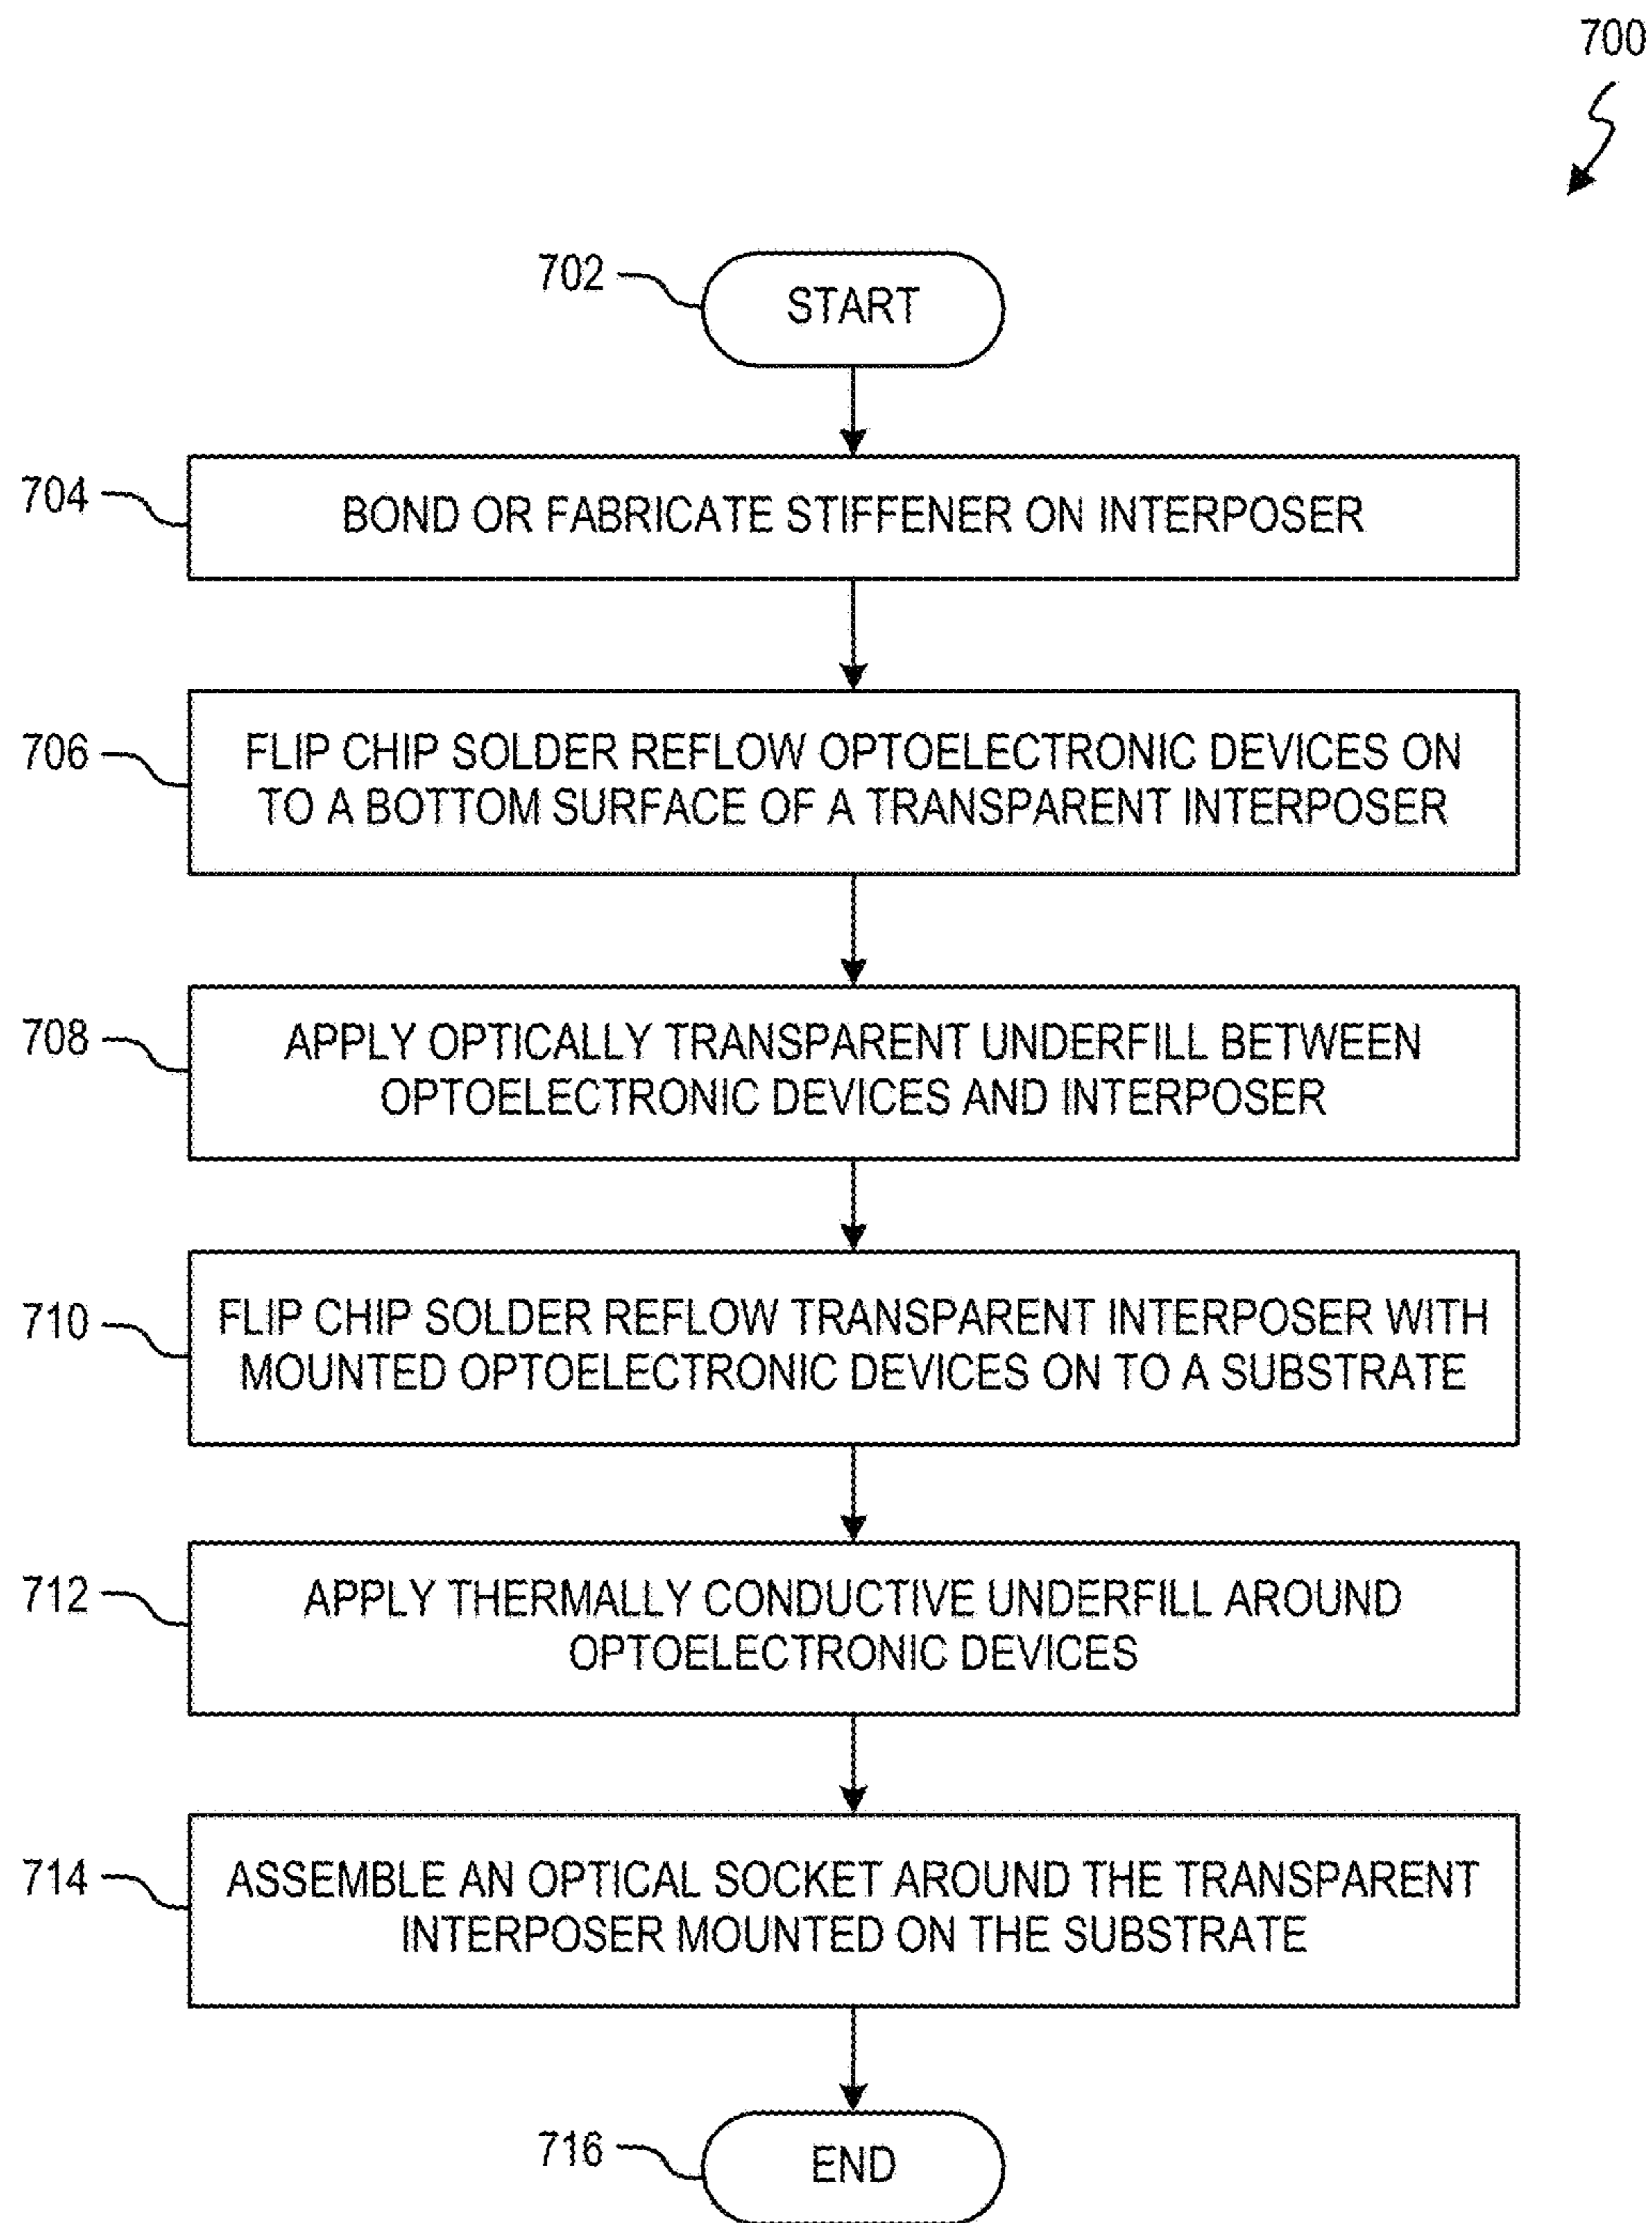 700
702
START
704
BOND OR FABRICATE STIFFENER ON INTERPOSER
706
FLIP CHIP SOLDER REFLOW OPTOELECTRONIC DEVICES ON
TO A BOTTOM SURFACE OF A TRANSPARENT INTERPOSER
708
APPLY OPTICALLY TRANSPARENT UNDERFILL BETWEEN
OPTOELECTRONIC DEVICES AND INTERPOSER
710
FLIP CHIP SOLDER REFLOW TRANSPARENT INTERPOSER WITH
MOUNTED OPTOELECTRONIC DEVICES ON TO A SUBSTRATE
712
APPLY THERMALLY CONDUCTIVE UNDERFILL AROUND
OPTOELECTRONIC DEVICES
714
ASSEMBLE AN OPTICAL SOCKET AROUND THE TRANSPARENT
INTERPOSER MOUNTED ON THE SUBSTRATE
716
END